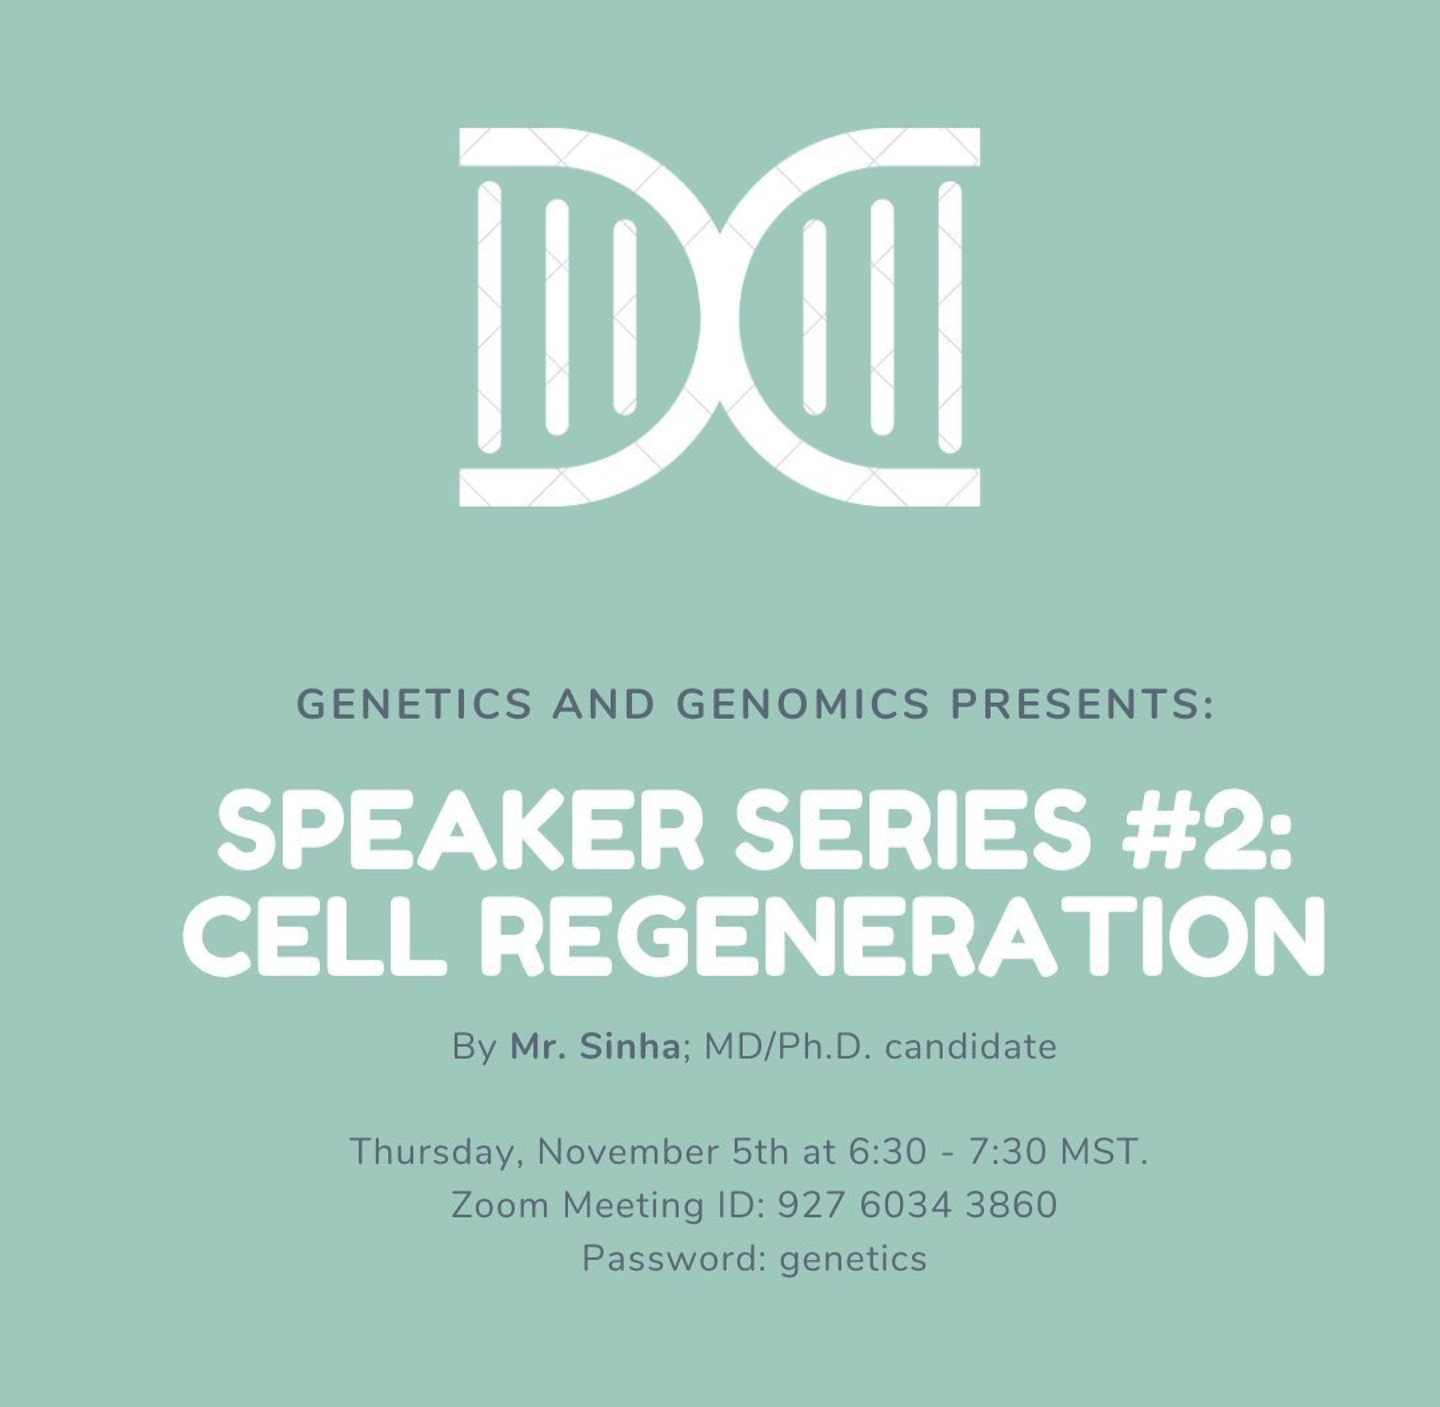 GENETICS AND GENOMICS PRESENTS:
SPEAKER SERIES #2:
CELL REGENERATION
By Mr. Sinha; MD/Ph.D. candidate
Thursday, November 5th at 6:30 - 7:30 MST.
Zoom Meeting ID: 927 6034 3860
Password: genetics